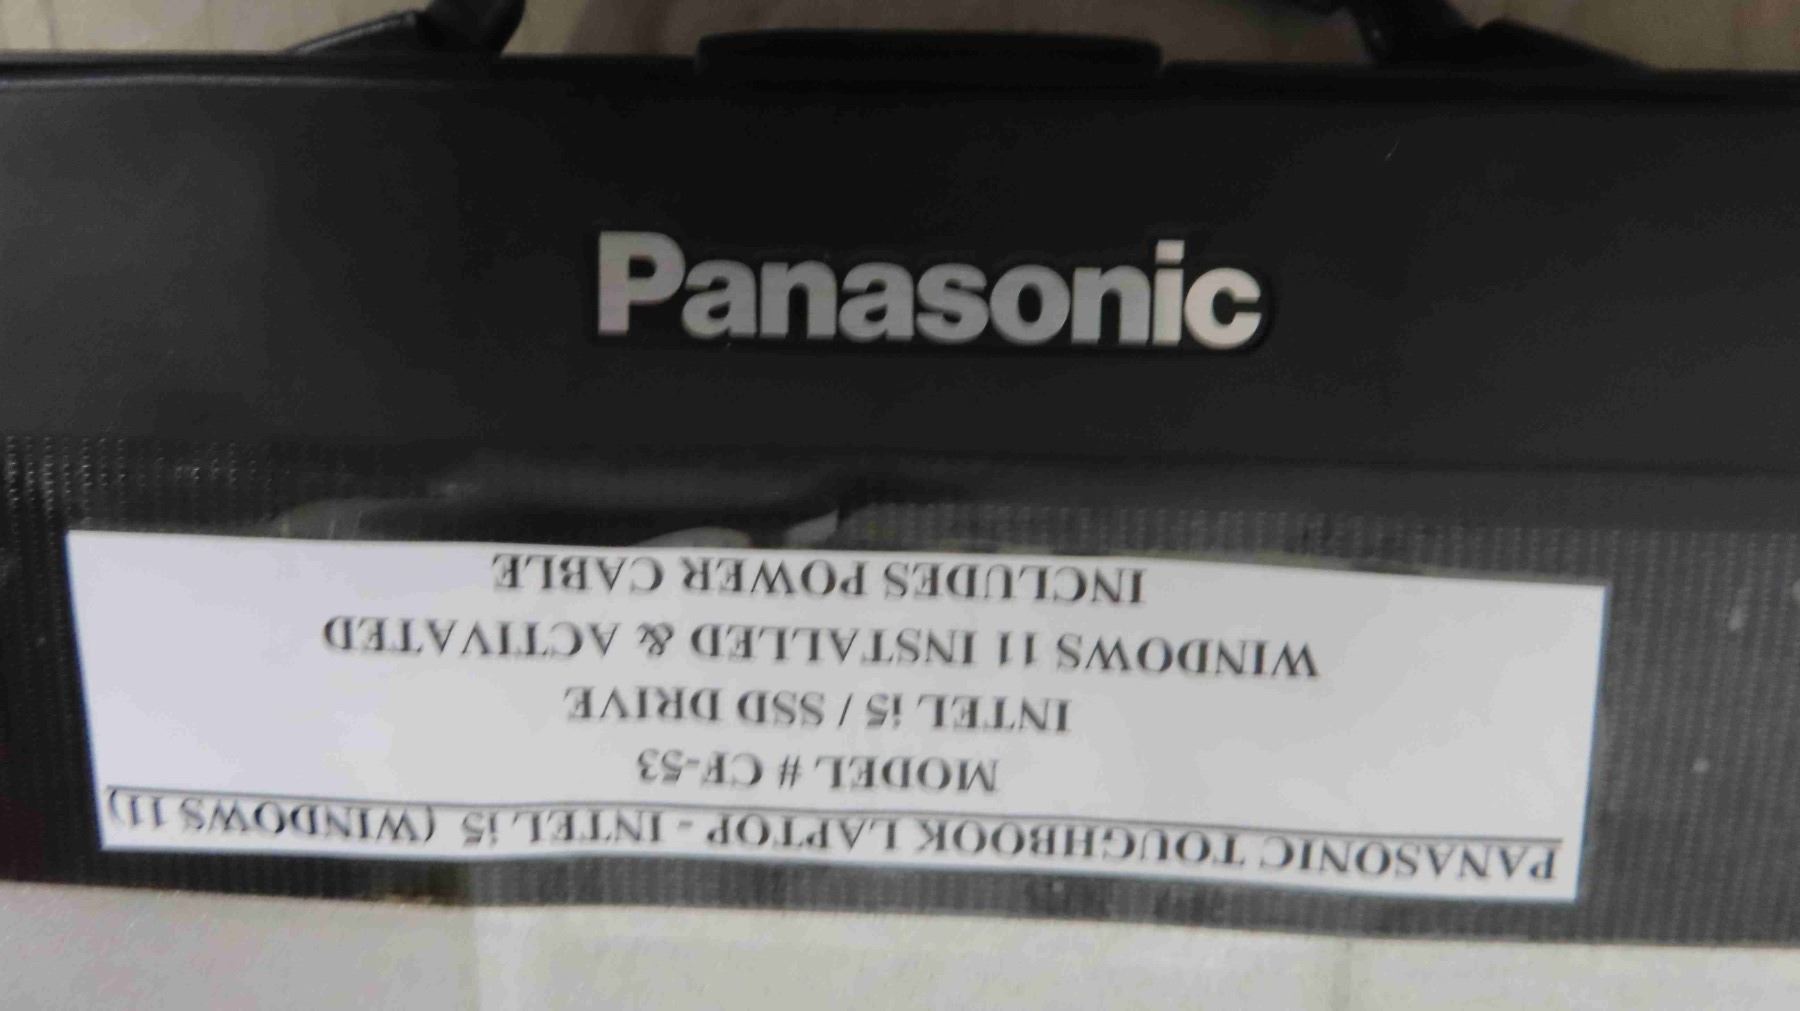 Panasonic
PANASONIC TOUGHBOOK LAPTOP - INTEL i5 (WINDOWS 11)
MODEL # CF-53
INTEL i5 / SSD DRIVE
WINDOWS 11 INSTALLED & ACTIVATED
INCLUDES POWER CABLE